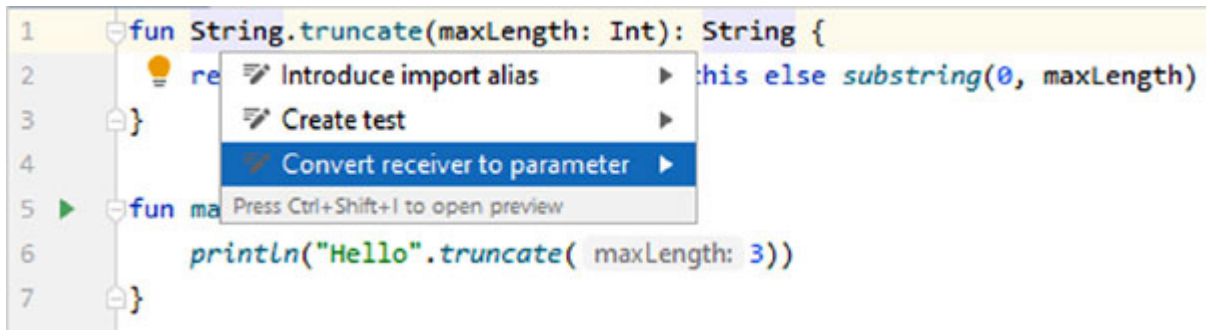 1 fun String.truncate(maxLength: Int): String {
2 re Introduce import alias this else substring(0, maxLength)
3 } Create test
4 Convert receiver to parameter
5 fun ma Press Ctrl+Shift+I to open preview
6 println("Hello".truncate( maxLength: 3))
7 }